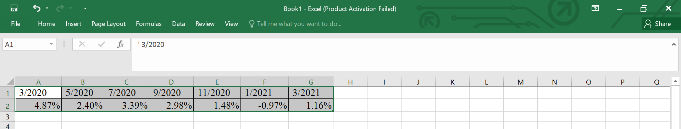 Book1 - Excel (Product Activation Failed)
File Home Insert Page Layout Formulas Data Review View Tell me what you want to do... Share
A1 fx '3/2020
A B C D E F G H I J K L M N O P Q
1 3/2020 5/2020 7/2020 9/2020 11/2020 1/2021 3/2021
2 4.87% 2.40% 3.39% 2.98% 1.48% -0.97% 1.16%
3
4